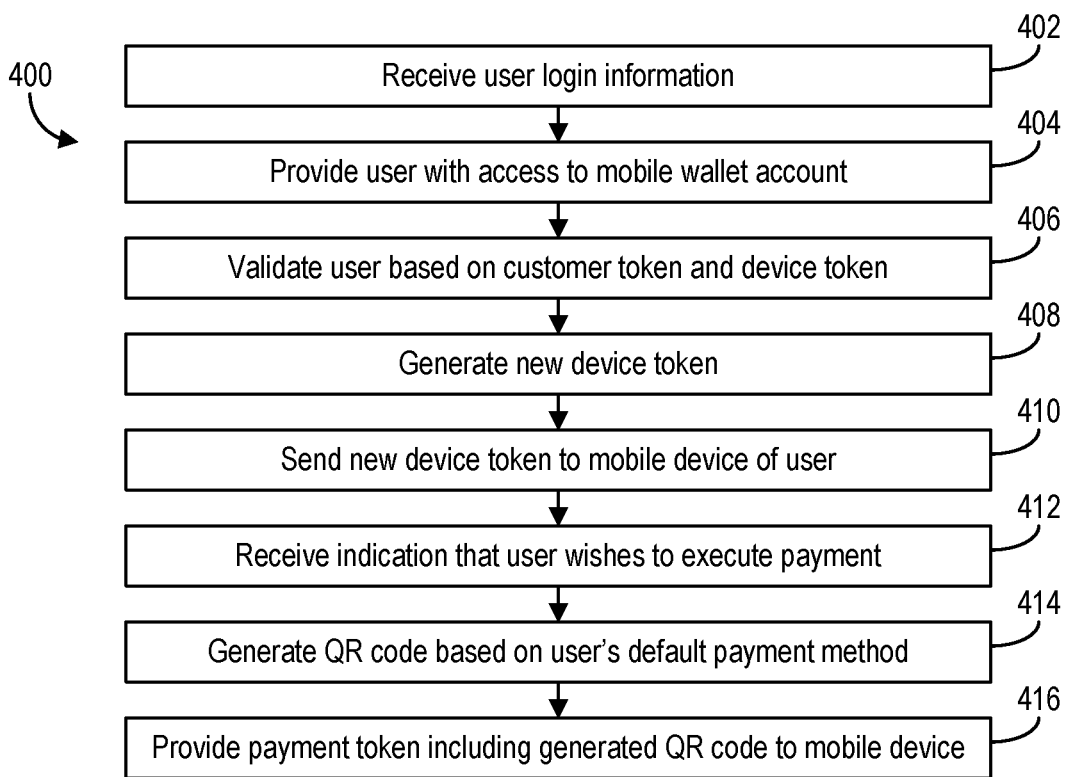 402
400
Receive user login information
404
Provide user with access to mobile wallet account
406
Validate user based on customer token and device token
408
Generate new device token
410
Send new device token to mobile device of user
412
Receive indication that user wishes to execute payment
414
Generate QR code based on user’s default payment method
416
Provide payment token including generated QR code to mobile device